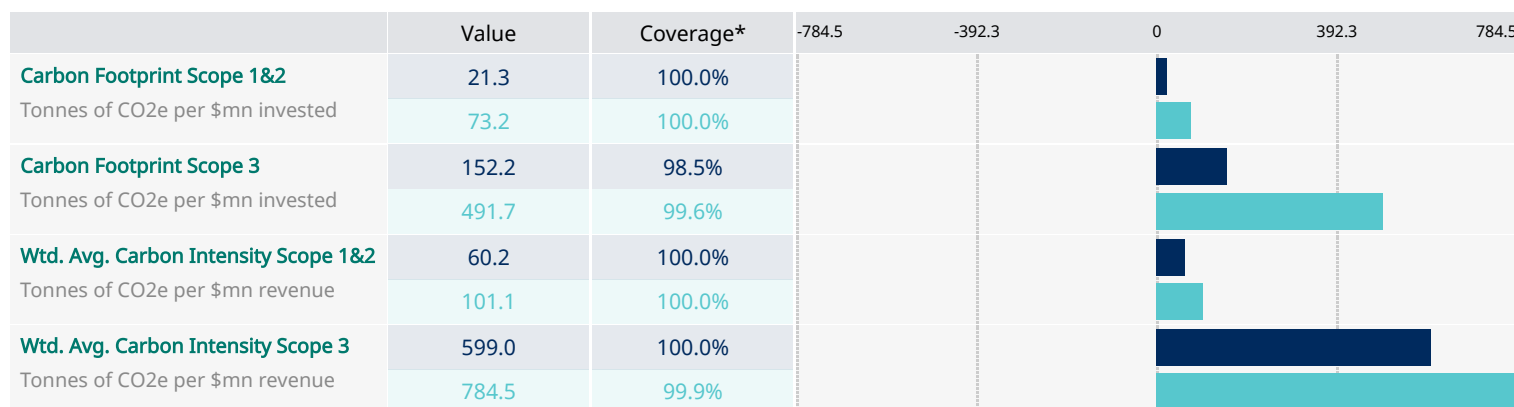 Value Coverage* -784.5 -392.3 0 392.3 784.5
Carbon Footprint Scope 1&2 21.3 100.0%
Tonnes of CO2e per $mn invested 73.2 100.0%
Carbon Footprint Scope 3 152.2 98.5%
Tonnes of CO2e per $mn invested 491.7 99.6%
Wtd. Avg. Carbon Intensity Scope 1&2 60.2 100.0%
Tonnes of CO2e per $mn revenue 101.1 100.0%
Wtd. Avg. Carbon Intensity Scope 3 599.0 100.0%
Tonnes of CO2e per $mn revenue 784.5 99.9%